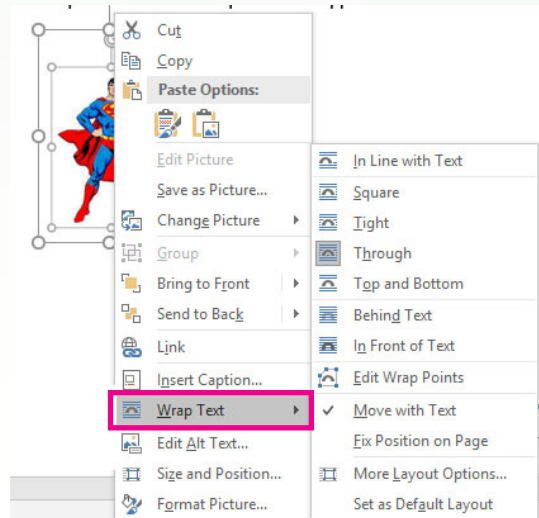 Cut
Copy
Paste Options:
Edit Picture
Save as Picture...
Change Picture
Group
Bring to Front
Send to Back
Link
Insert Caption...
Wrap Text
Edit Alt Text...
Size and Position...
Format Picture...
In Line with Text
Square
Tight
Through
Top and Bottom
Behind Text
In Front of Text
Edit Wrap Points
Move with Text
Fix Position on Page
More Layout Options...
Set as Default Layout